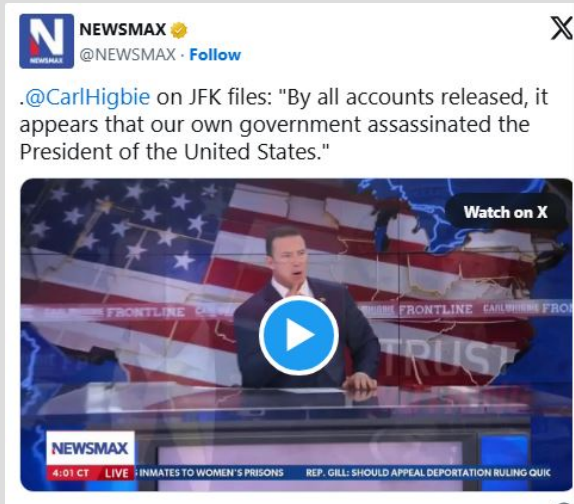 NEWSMAX
@NEWSMAX · Follow
.@CarlHigbie on JFK files: "By all accounts released, it
appears that our own government assassinated the
President of the United States."
Watch on X
FRONTLINE
FRONTLINE
TRUST
NEWSMAX
4:01 CT LIVE INMATES TO WOMEN'S PRISONS REP. GILL: SHOULD APPEAL DEPORTATION RULING QUIC